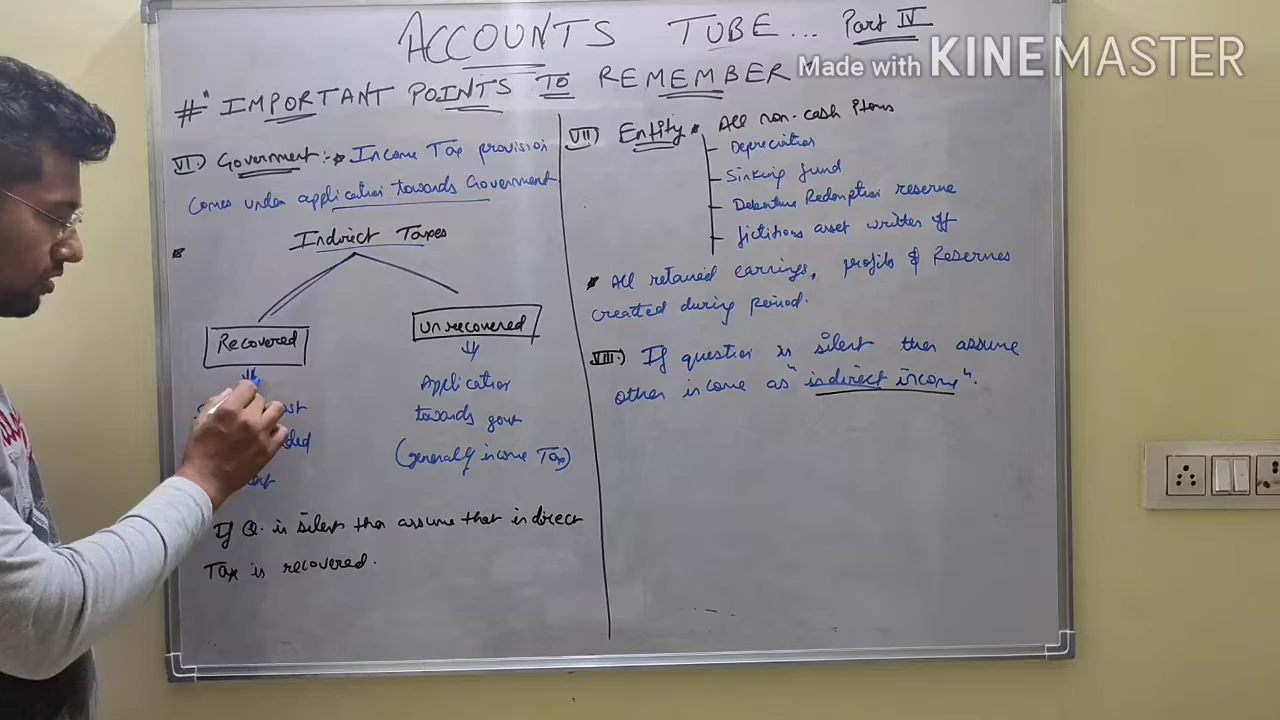 ACCOUNTS TUBE... Part IV
Made with KINEMASTER
# " IMPORTANT POINTS TO REMEMBER "
VI.) Government :- Income Tax provision
Comes under application towards Government
Indirect Taxes
Recovered
Unrecovered
Application
towards govt
(generally income Tax)
If Q. is silent then assume that indirect
Tax is recovered.
VII) Entity All non-cash items
Depreciation
Sinking fund
Debenture Redemption reserve
fictitious asset written off
All retained earnings, profits & Reserves
created during period.
VIII.) If question is silent then assume
other income as "indirect income".